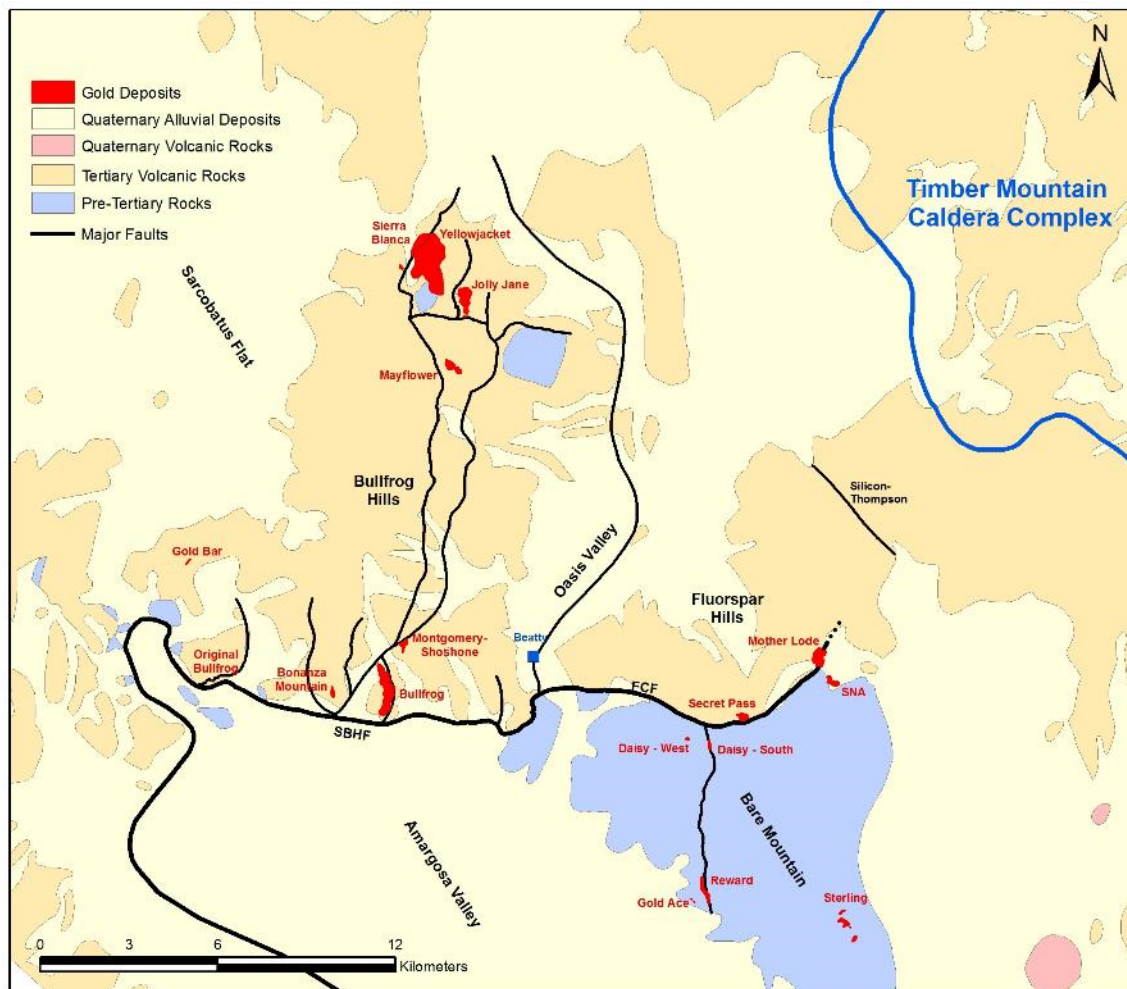 N
Gold Deposits
Quaternary Alluvial Deposits
Quaternary Volcanic Rocks
Tertiary Volcanic Rocks
Pre-Tertiary Rocks
Major Faults
Timber Mountain
Caldera Complex
Sierra
Blanca
Yellowjacket
Jolly Jane
Sarcobatus Flat
Mayflower
Bullfrog
Hills
Silicon-
Thompson
Gold Bar
Oasis Valley
Fluorspar
Hills
Beatty
Montgomery-
Shoshone
Mother Lode
Original
Bullfrog
Bonanza
Mountain
Bullfrog
SNA
FCF
Secret Pass
SBHF
Daisy - West
Daisy - South
Bare Mountain
Amargosa Valley
Reward
Gold Ace
Sterling
0 3 6 12
Kilometers